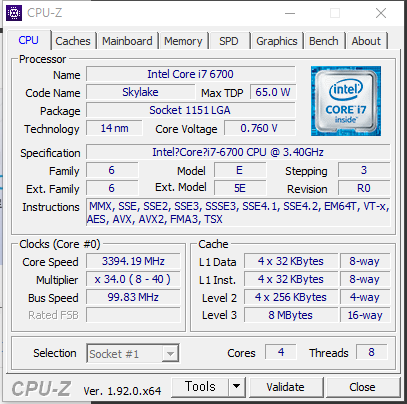 CPU-Z
CPU Caches Mainboard Memory SPD Graphics Bench About
Processor
Name Intel Core i7 6700
Code Name Skylake Max TDP 65.0 W
Package Socket 1151 LGA
Technology 14 nm Core Voltage 0.760 V
intel
CORE i7
inside
Specification Intel?Core?i7-6700 CPU @ 3.40GHz
Family 6 Model E Stepping 3
Ext. Family 6 Ext. Model 5E Revision R0
Instructions MMX, SSE, SSE2, SSE3, SSSE3, SSE4.1, SSE4.2, EM64T, VT-x,
AES, AVX, AVX2, FMA3, TSX
Clocks (Core #0)
Core Speed 3394.19 MHz
Multiplier x 34.0 ( 8 - 40 )
Bus Speed 99.83 MHz
Rated FSB
Cache
L1 Data 4 x 32 KBytes 8-way
L1 Inst. 4 x 32 KBytes 8-way
Level 2 4 x 256 KBytes 4-way
Level 3 8 MBytes 16-way
Selection Socket #1 Cores 4 Threads 8
CPU-Z Ver. 1.92.0.x64 Tools Validate Close